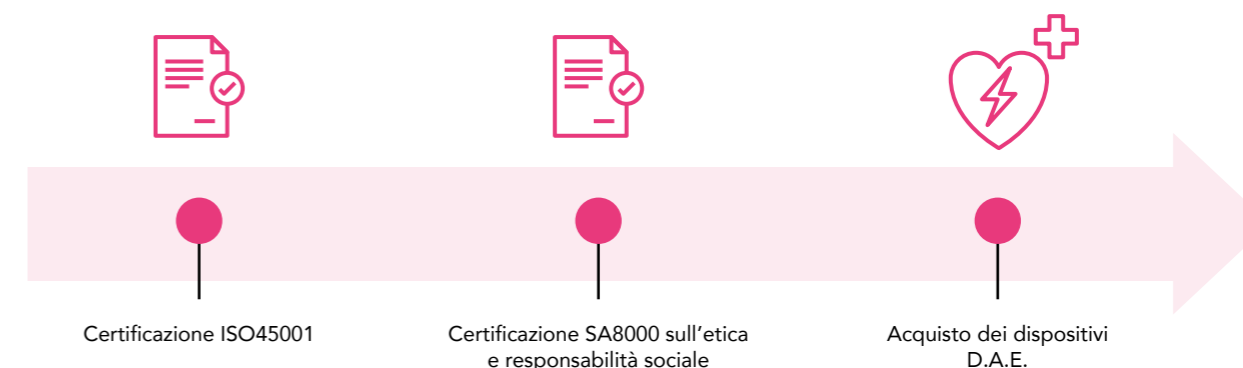 Certificazione ISO45001
Certificazione SA8000 sull’etica
e responsabilità sociale
Acquisto dei dispositivi
D.A.E.